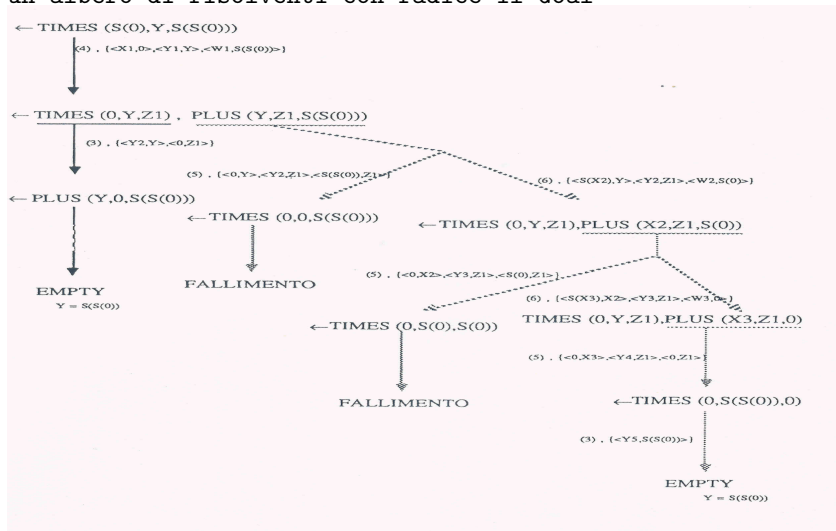 un albero di risolventi con radice il goal
← TIMES (S(0),Y,S(S(0)))
(4) , {<X1,0>,<Y1,Y>,<W1,S(S(0))>}
← TIMES (0,Y,Z1) , PLUS (Y,Z1,S(S(0)))
(3) , {<Y2,Y>,<0,Z1>}
(5) , {<0,Y>,<Y2,Z1>,<S(S(0)),Z1>}
(6) , {<S(X2),Y>,<Y2,Z1>,<W2,S(0)>}
← PLUS (Y,0,S(S(0)))
← TIMES (0,0,S(S(0)))
← TIMES (0,Y,Z1),PLUS (X2,Z1,S(0))
(5) , {<0,X2>,<Y3,Z1>,<S(0),Z1>}
EMPTY
Y = S(S(0))
FALLIMENTO
(6) , {<S(X3),X2>,<Y3,Z1>,<W3,0>}
←TIMES (0,S(0),S(0))
TIMES (0,Y,Z1),PLUS (X3,Z1,0)
(5) , {<0,X3>,<Y4,Z1>,<0,Z1>}
FALLIMENTO
←TIMES (0,S(S(0)),0)
(3) , {<Y5,S(S(0))>}
EMPTY
Y = S(S(0))